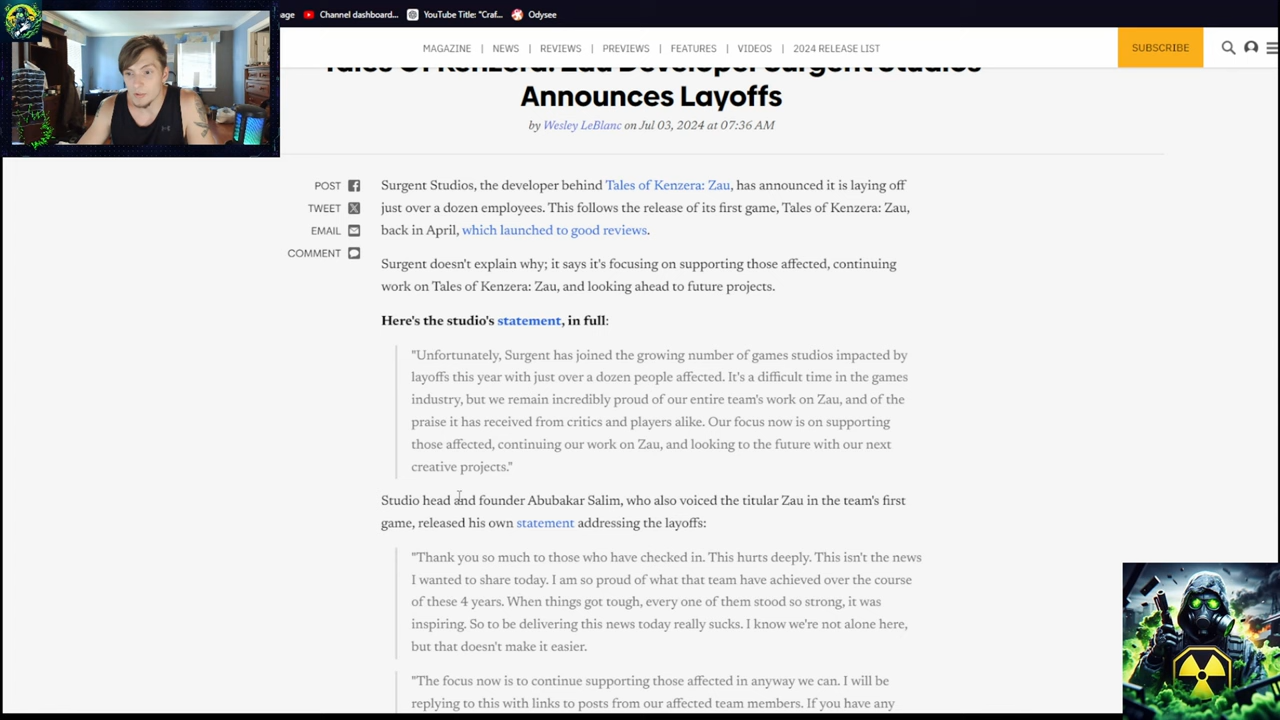 age
Channel dashboard...
YouTube Title: "Craf...
Odysee
MAGAZINE | NEWS | REVIEWS | PREVIEWS | FEATURES | VIDEOS | 2024 RELEASE LIST
SUBSCRIBE
Tales Of Kenzera: Zau Developer Surgent Studios
Announces Layoffs
by Wesley LeBlanc on Jul 03, 2024 at 07:36 AM
POST
TWEET
EMAIL
COMMENT
Surgent Studios, the developer behind Tales of Kenzera: Zau, has announced it is laying off
just over a dozen employees. This follows the release of its first game, Tales of Kenzera: Zau,
back in April, which launched to good reviews.
Surgent doesn't explain why; it says it's focusing on supporting those affected, continuing
work on Tales of Kenzera: Zau, and looking ahead to future projects.
Here's the studio's statement, in full:
"Unfortunately, Surgent has joined the growing number of games studios impacted by
layoffs this year with just over a dozen people affected. It's a difficult time in the games
industry, but we remain incredibly proud of our entire team's work on Zau, and of the
praise it has received from critics and players alike. Our focus now is on supporting
those affected, continuing our work on Zau, and looking to the future with our next
creative projects."
Studio head and founder Abubakar Salim, who also voiced the titular Zau in the team's first
game, released his own statement addressing the layoffs:
"Thank you so much to those who have checked in. This hurts deeply. This isn't the news
I wanted to share today. I am so proud of what that team have achieved over the course
of these 4 years. When things got tough, every one of them stood so strong, it was
inspiring. So to be delivering this news today really sucks. I know we're not alone here,
but that doesn't make it easier.
"The focus now is to continue supporting those affected in anyway we can. I will be
replying to this with links to posts from our affected team members. If you have any